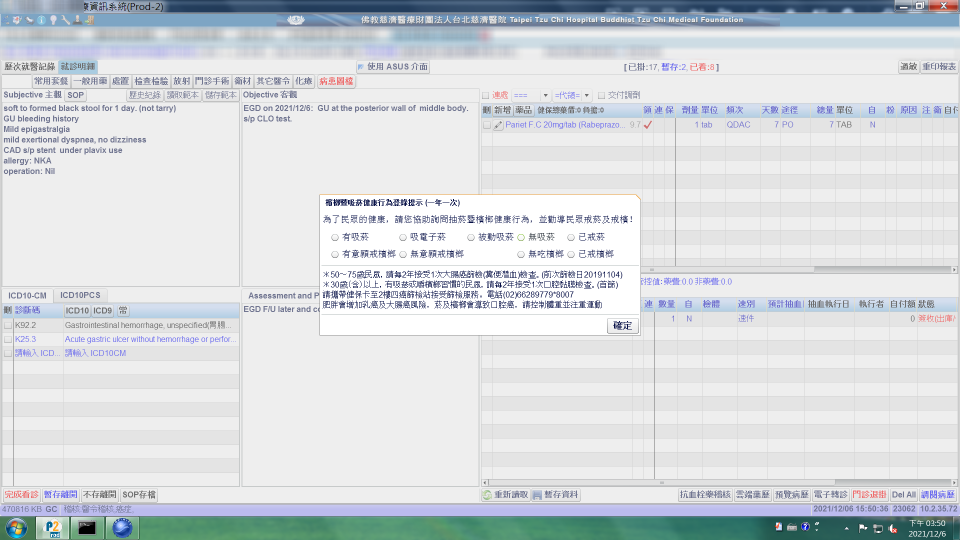 療資訊系統(Prod-2)
佛教慈濟醫療財團法人台北慈濟醫院 Taipei Tzu Chi Hospital Buddhist Tzu Chi Medical Foundation
歷次就醫記錄 就診明細 使用 ASUS 介面 [ 已掛:17, 暫存:2, 已看:8 ] 過敏 重印報表
常用套餐 一般用藥 處置 檢查檢驗 放射 門診手術 衛材 其它醫令 化療 病患圖檔
Subjective 主觀 SOP 歷史紀錄 讀取範本 儲存範本 Objective 客觀
soft to formed black stool for 1 day. (not tarry)
GU bleeding history
Mild epigastralgia
mild exertional dyspnea, no dizziness
CAD s/p stent under plavix use
allergy: NKA
operation: Nil
EGD on 2021/12/6: GU at the posterior wall of middle body.
s/p CLO test.
連處 === =代領= 交付調劑
刪 新增 藥品 健保總藥價:0 自擔:0 領 連 保 劑量 單位 頻次 天數 途徑 總量 單位 自 粉 原因 注 衛 自付
Pariet F.C 20mg/tab (Rabeprazo... 9.7 1 tab QDAC 7 PO 7 TAB N
檳榔暨吸菸健康行為登錄提示 (一年一次)
為了民眾的健康，請您協助詢問抽菸暨檳榔健康行為，並勸導民眾戒菸及戒檳！
有吸菸 吸電子菸 被動吸菸 無吸菸 已戒菸
有意願戒檳榔 無意願戒檳榔 無吃檳榔 已戒檳榔
＊50～75歲民眾, 請每2年接受1次大腸癌篩檢(糞便潛血)檢查, (前次篩檢日20191104)
＊30歲(含)以上, 有吸菸或嚼檳榔習慣的民眾, 請每2年接受1次口腔黏膜檢查, (首篩)
請攜帶健保卡至2樓四癌篩檢站接受篩檢服務。電話(02)66289779*8007
肥胖會增加乳癌及大腸癌風險，菸及檳榔會導致口腔癌，請控制體重並注重運動
確定
控值: 藥費:0.0 非藥費:0.0
ICD10-CM ICD10PCS
刪 診斷碼 ICD10 ICD9 常
K92.2 Gastrointestinal hemorrhage, unspecified(胃腸...
K25.3 Acute gastric ulcer without hemorrhage or perfor...
請輸入 ICD... 請輸入 ICD10CM
Assessment and P
EGD F/U later and co
連 數量 自 檢體 速別 預計抽血 抽血執行日 執行者 自付額 狀態
1 N 速件 0 簽收(出庫/
完成看診 暫存離開 不存離開 SOP存檔 重新讀取 暫存資料 抗血栓藥稽核 雲端藥歷 預覽病歷 電子轉診 門診退掛 Del All 請閱病歷
470816 KB GC 稽核.醫令稽核.癌症. 2021/12/06 15:50:36 23062 10.2.35.72
下午 03:50
2021/12/6